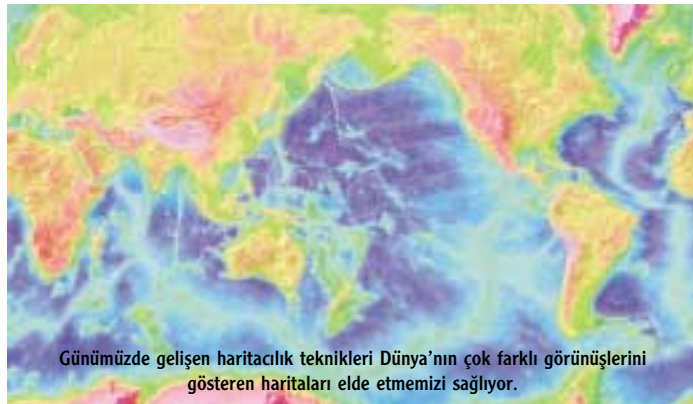 Günümüzde gelişen haritacılık teknikleri Dünya'nın çok farklı görünüşlerini
gösteren haritaları elde etmemizi sağlıyor.